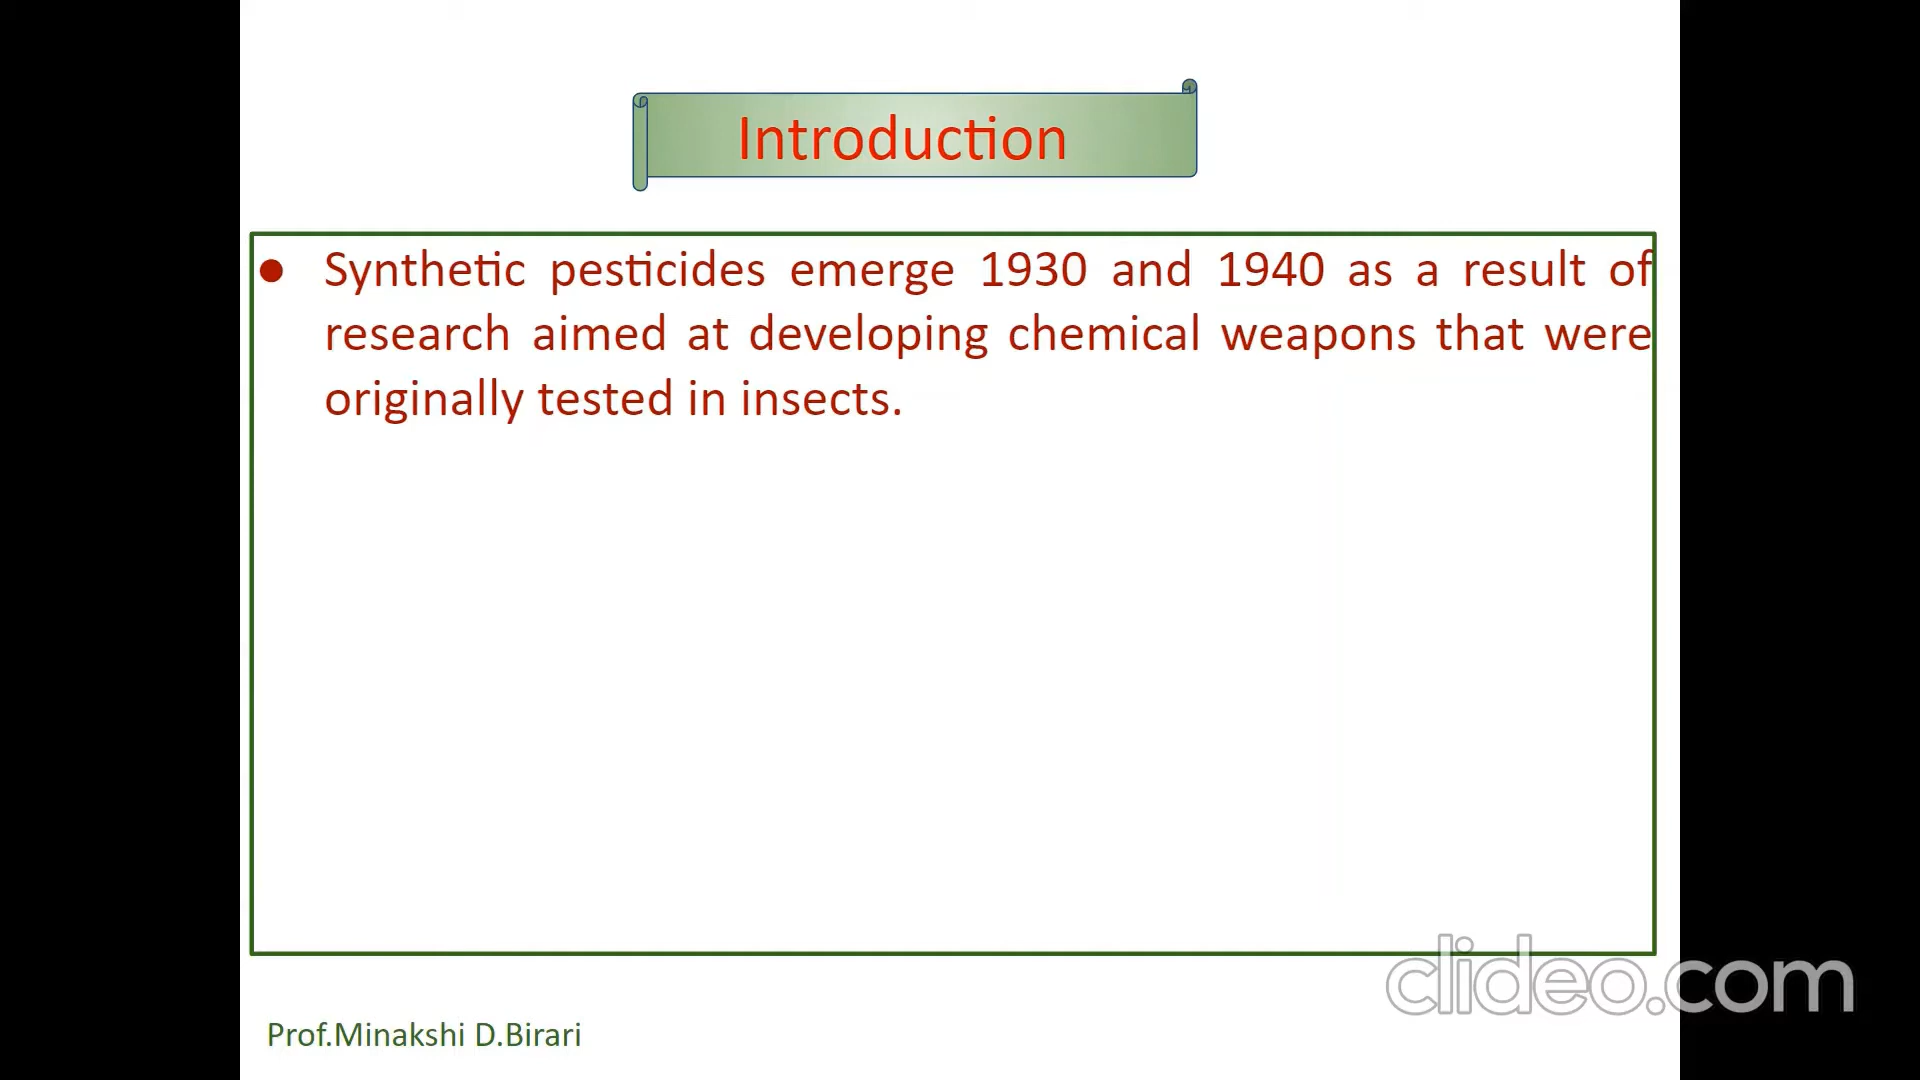 Introduction
● Synthetic pesticides emerge 1930 and 1940 as a result of
research aimed at developing chemical weapons that were
originally tested in insects.
clideo.com
Prof.Minakshi D.Birari